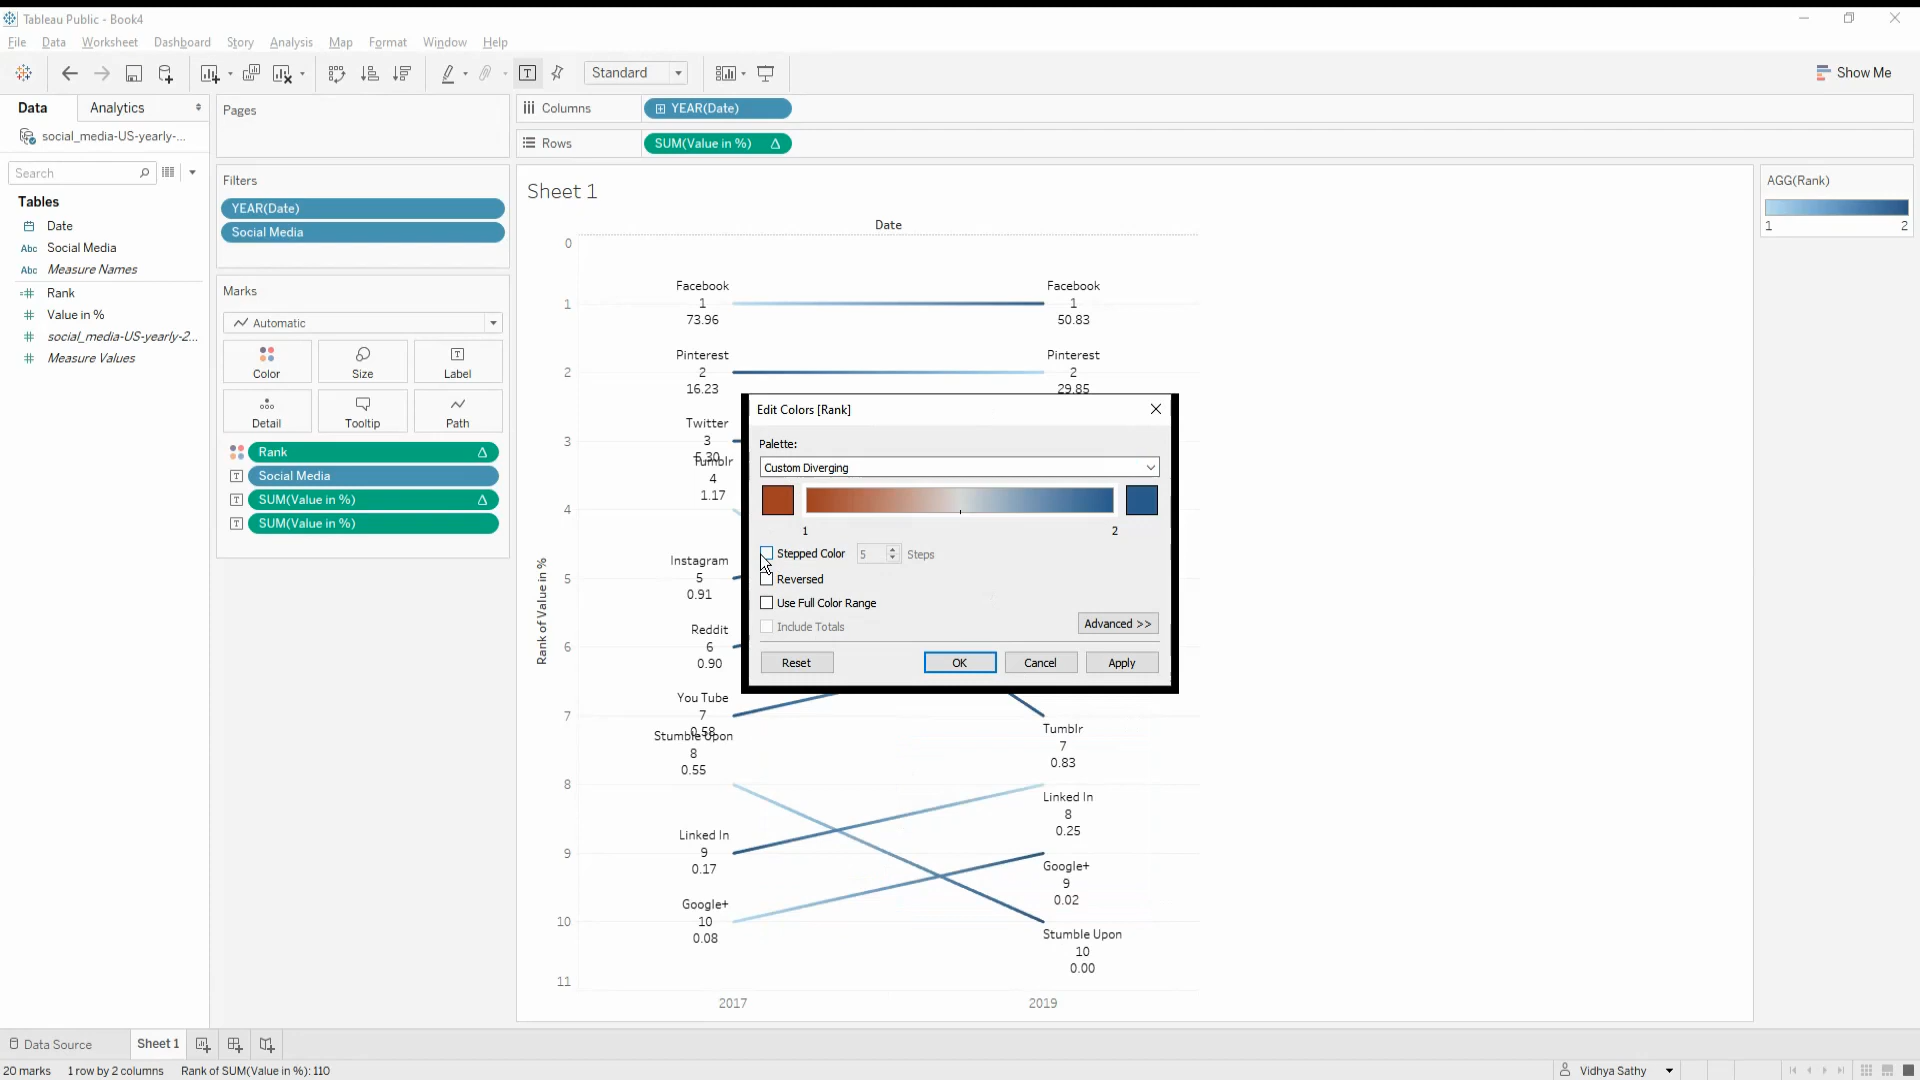 Tableau Public - Book4
File Data Worksheet Dashboard Story Analysis Map Format Window Help
Standard
Show Me
Data Analytics
social_media-US-yearly-...
Search
Tables
Date
Abc Social Media
Abc Measure Names
Rank
Value in %
social_media-US-yearly-2...
Measure Values
Pages
Filters
YEAR(Date)
Social Media
Marks
Automatic
Color Size Label
Detail Tooltip Path
Rank
Social Media
SUM(Value in %)
SUM(Value in %)
Columns YEAR(Date)
Rows SUM(Value in %)
Sheet 1
Date
Rank of Value in %
0
1
2
3
4
5
6
7
8
9
10
11
Facebook
1
73.96
Pinterest
2
16.23
Twitter
3
5.30
Tumblr
4
1.17
Instagram
5
0.91
Reddit
6
0.90
You Tube
7
0.58
Stumble Upon
8
0.55
Linked In
9
0.17
Google+
10
0.08
Facebook
1
50.83
Pinterest
2
29.85
Tumblr
7
0.83
Linked In
8
0.25
Google+
9
0.02
Stumble Upon
10
0.00
2017 2019
Edit Colors [Rank]
Palette:
Custom Diverging
1 2
Stepped Color 5 Steps
Reversed
Use Full Color Range
Include Totals
Advanced >>
Reset OK Cancel Apply
AGG(Rank)
1 2
Data Source Sheet 1
20 marks 1 row by 2 columns Rank of SUM(Value in %): 110
Vidhya Sathy